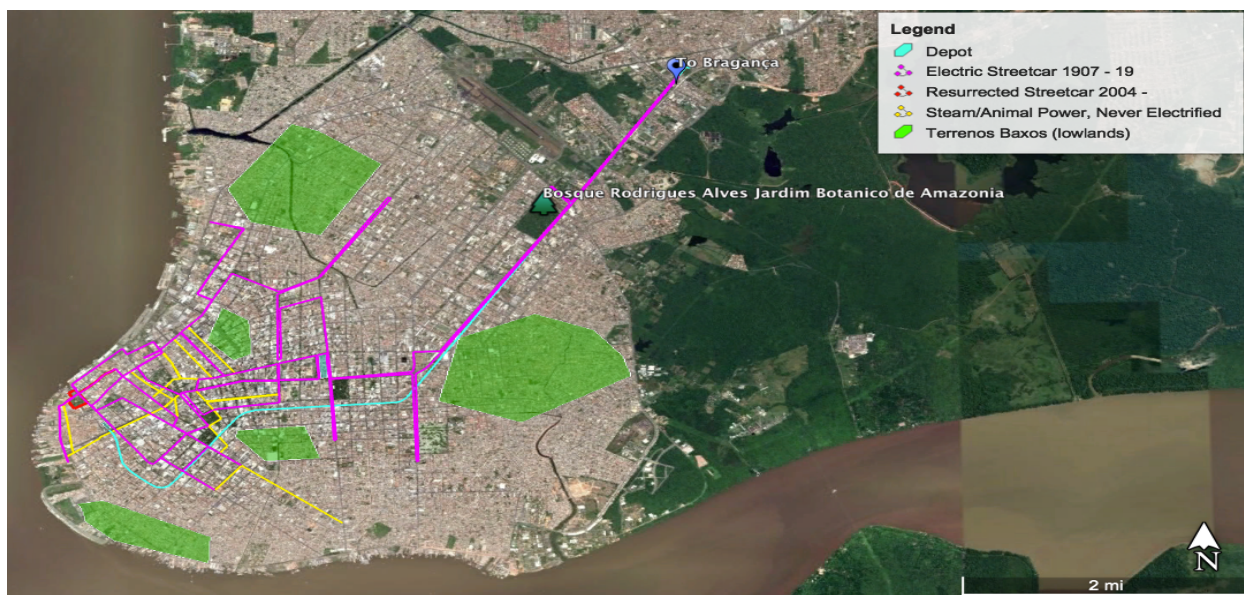 Legend
Depot
Electric Streetcar 1907 - 19
Resurrected Streetcar 2004 -
Steam/Animal Power, Never Electrified
Terrenos Baxos (lowlands)
To Bragança
Bosque Rodrigues Alves Jardim Botanico de Amazonia
N
2 mi